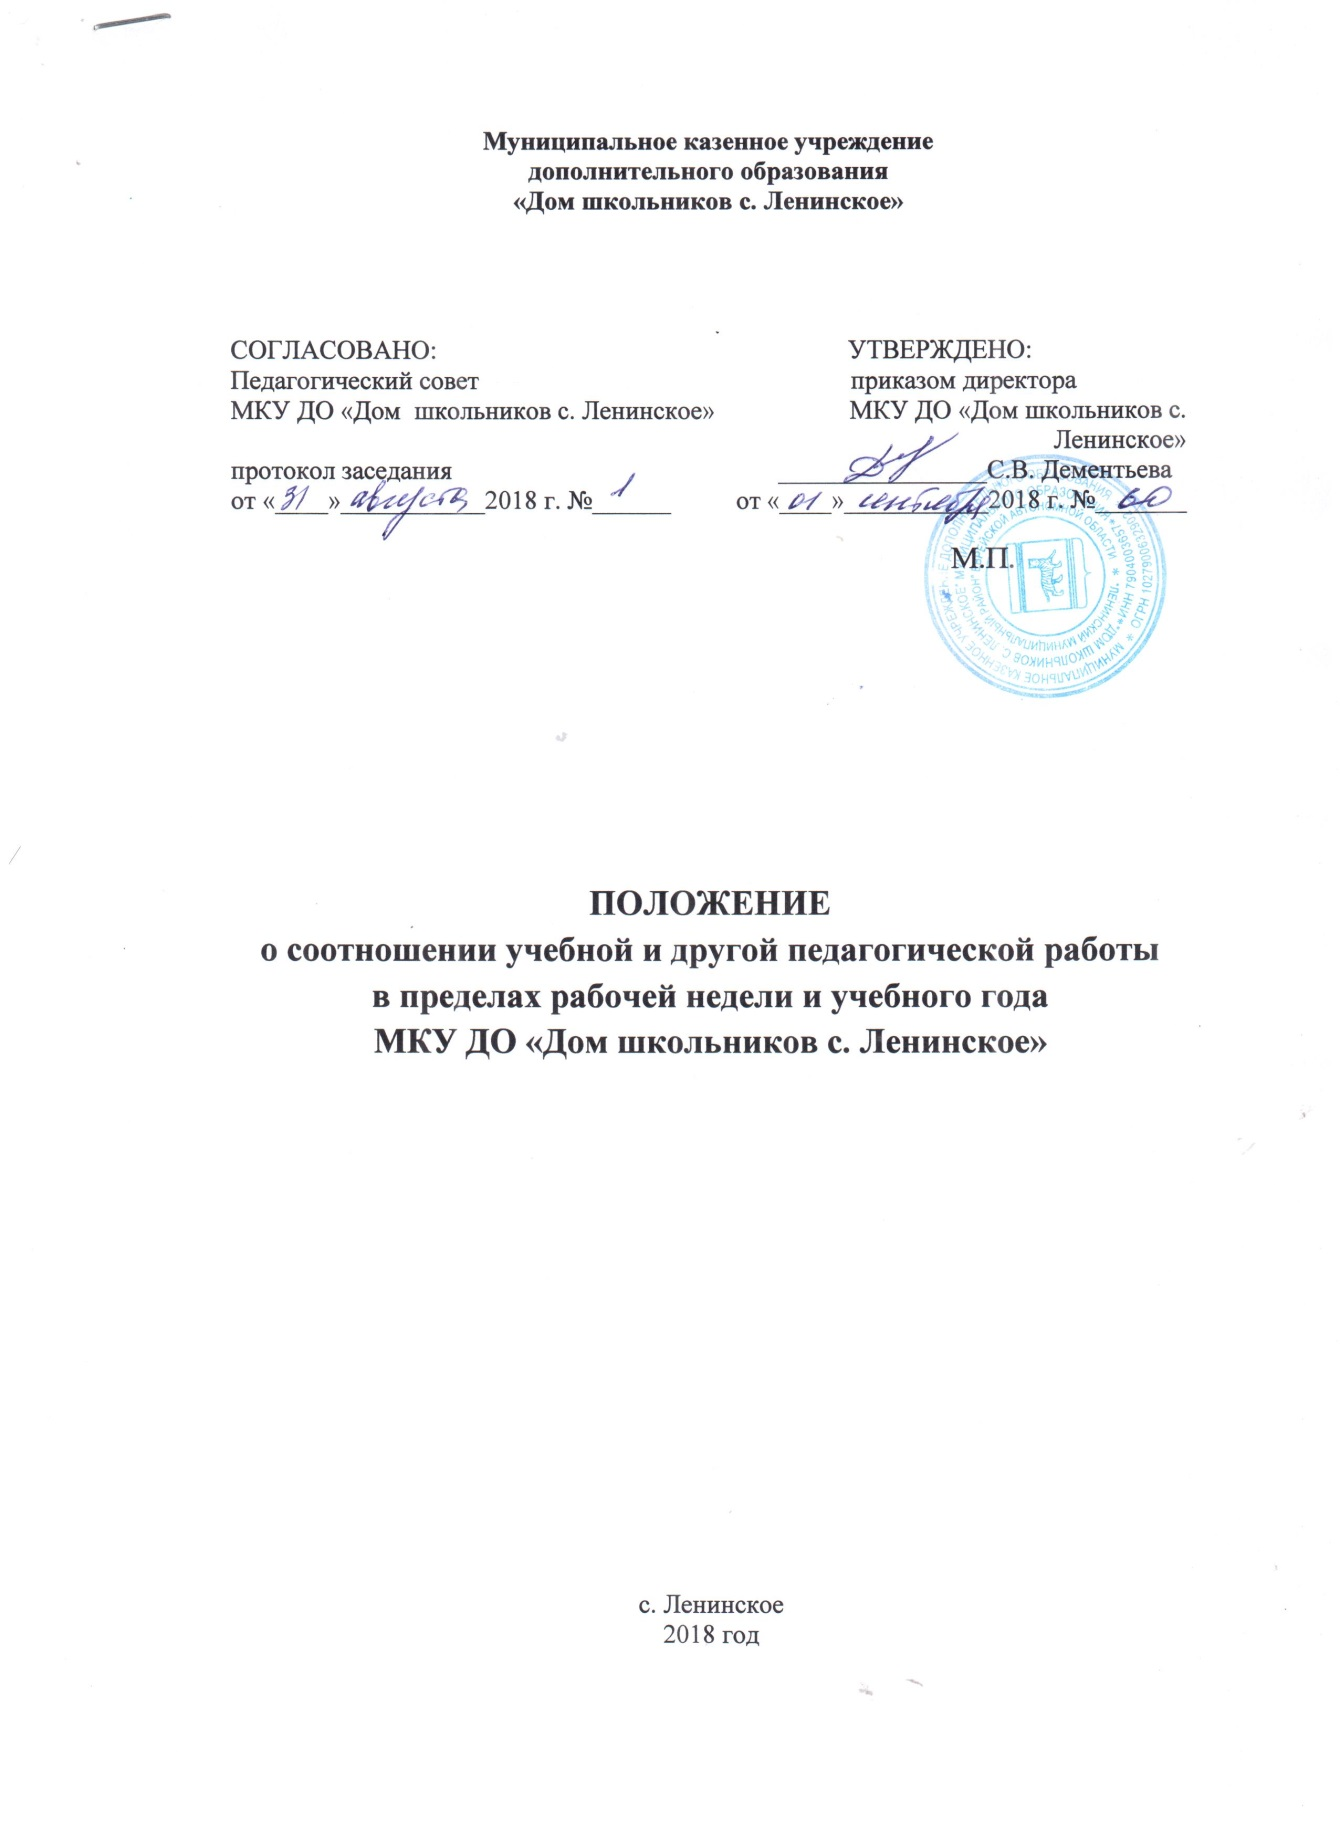 Муниципальное казенное учреждение
дополнительного образования
«Дом школьников с. Ленинское»
СОГЛАСОВАНО:
УТВЕРЖДЕНО:
Педагогический совет
приказом директора
МКУ ДО «Дом школьников с. Ленинское»
МКУ ДО «Дом школьников с.
Ленинское»
протокол заседания
С.В. Дементьева
от «31» августа 2018 г. № 1
от «01» сентября 2018 г. № 60
М.П.
ПОЛОЖЕНИЕ
о соотношении учебной и другой педагогической работы
в пределах рабочей недели и учебного года
МКУ ДО «Дом школьников с. Ленинское»
с. Ленинское
2018 год